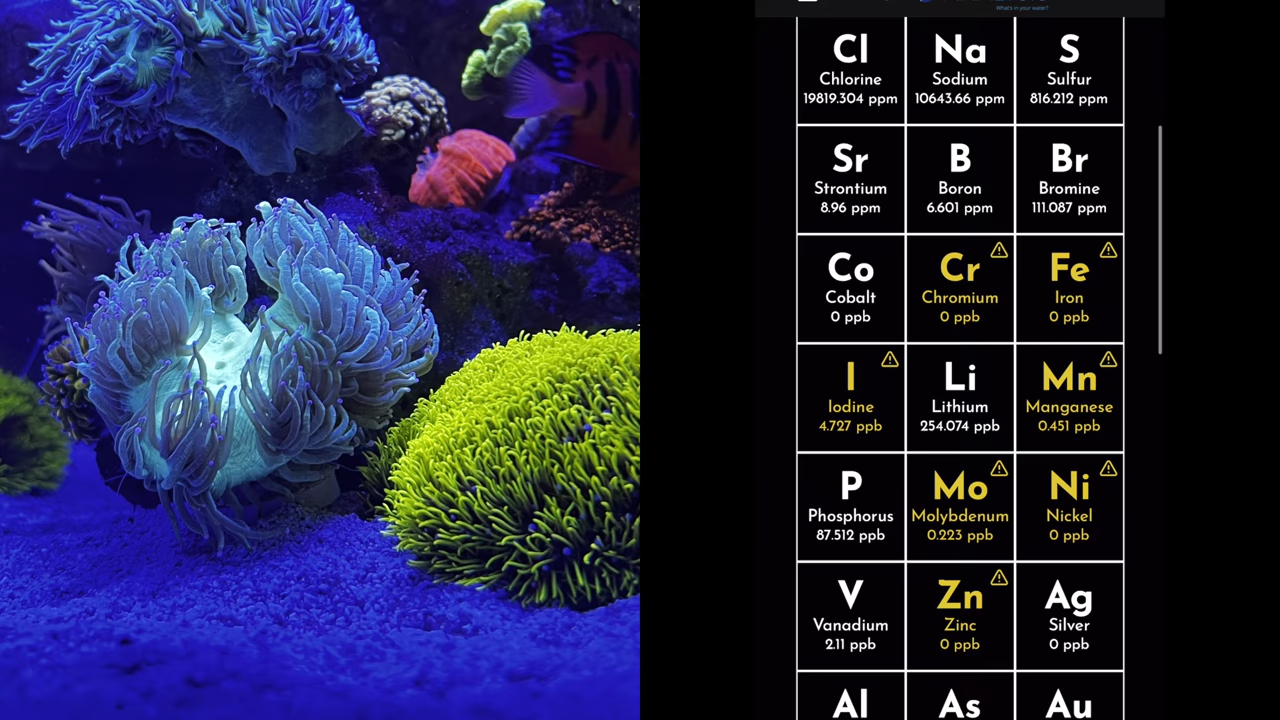 What's in your water?
Cl Na S
Chlorine Sodium Sulfur
19819.304 ppm 10643.66 ppm 816.212 ppm
Sr B Br
Strontium Boron Bromine
8.96 ppm 6.601 ppm 111.087 ppm
Co Cr Fe
Cobalt Chromium Iron
0 ppb 0 ppb 0 ppb
I Li Mn
Iodine Lithium Manganese
4.727 ppb 254.074 ppb 0.451 ppb
P Mo Ni
Phosphorus Molybdenum Nickel
87.512 ppb 0.223 ppb 0 ppb
V Zn Ag
Vanadium Zinc Silver
2.11 ppb 0 ppb 0 ppb
Al As Au